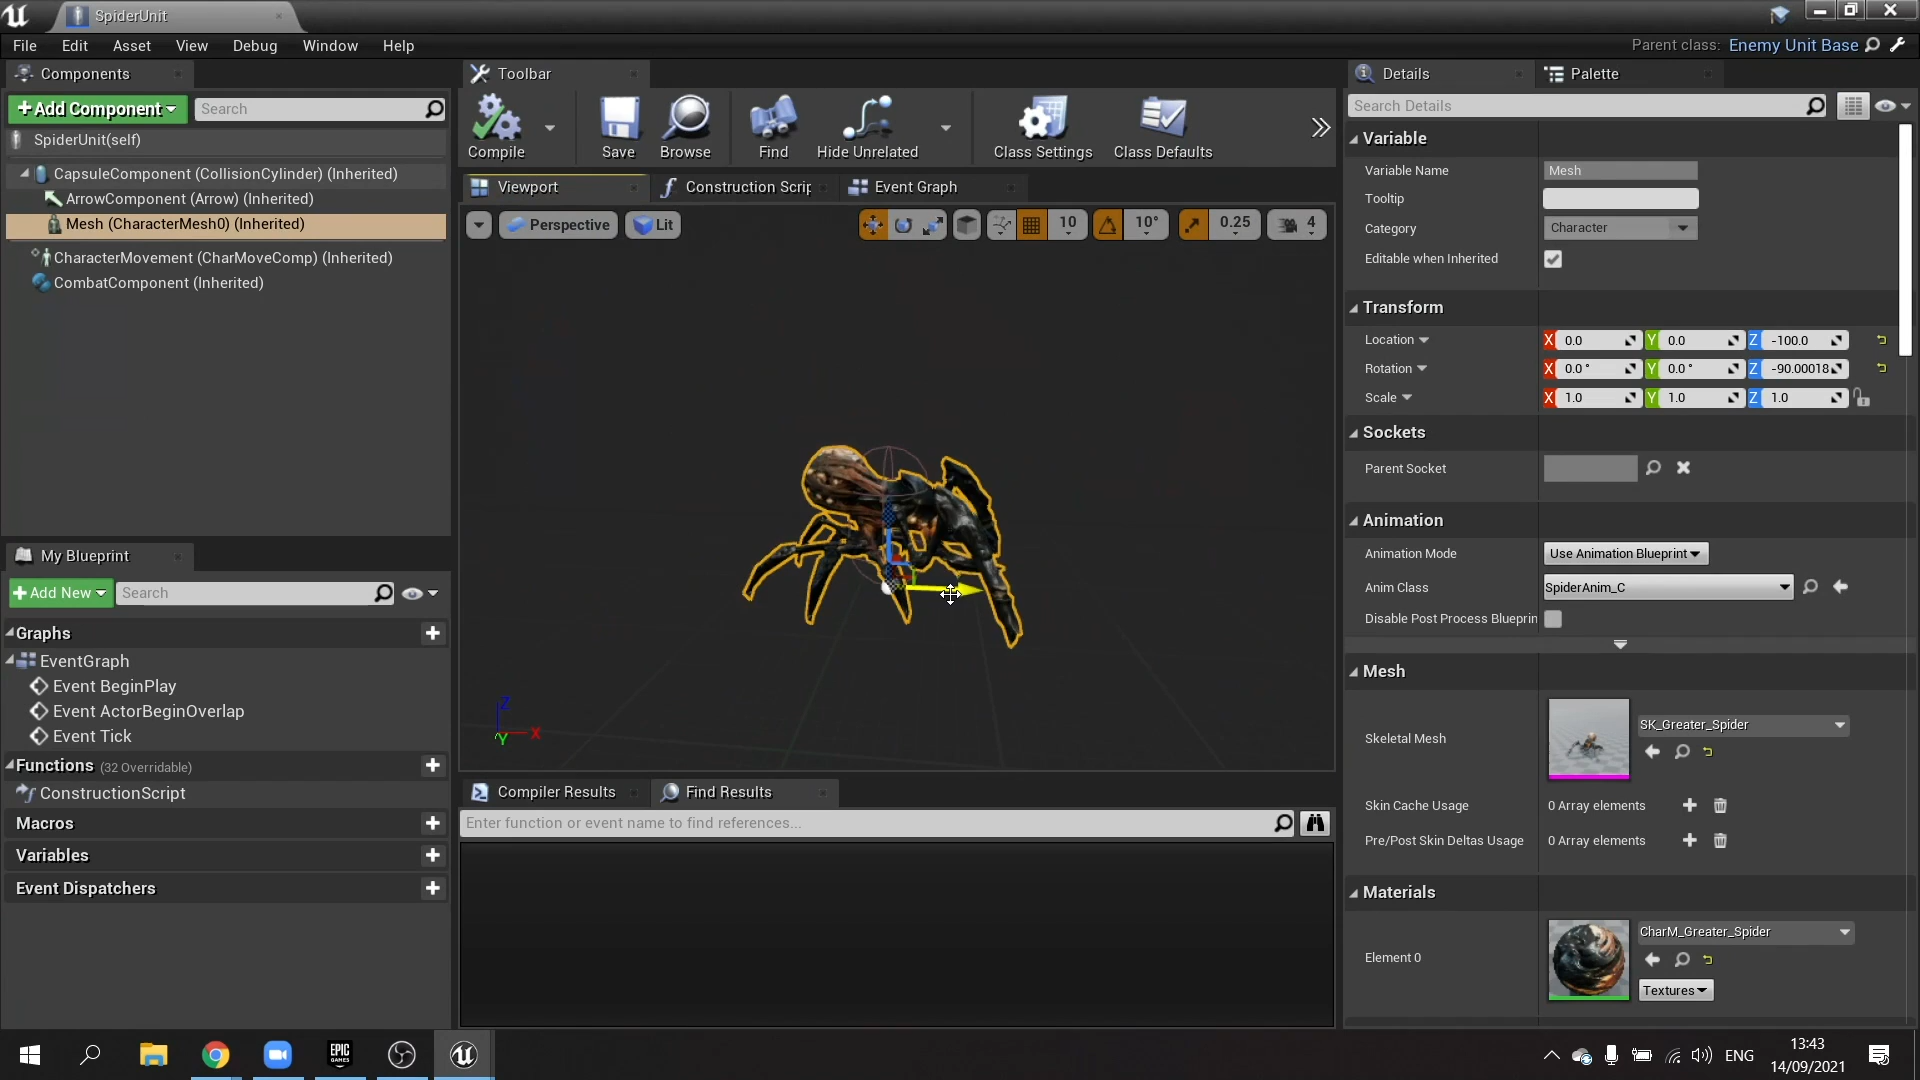 SpiderUnit
File Edit Asset View Debug Window Help
Parent class: Enemy Unit Base
Components
Add Component
Search
SpiderUnit(self)
CapsuleComponent (CollisionCylinder) (Inherited)
ArrowComponent (Arrow) (Inherited)
Mesh (CharacterMesh0) (Inherited)
CharacterMovement (CharMoveComp) (Inherited)
CombatComponent (Inherited)
My Blueprint
Add New
Search
Graphs
EventGraph
Event BeginPlay
Event ActorBeginOverlap
Event Tick
Functions (32 Overridable)
ConstructionScript
Macros
Variables
Event Dispatchers
Toolbar
Compile Save Browse Find Hide Unrelated Class Settings Class Defaults
Viewport Construction Scrip Event Graph
Perspective Lit 10 10° 0.25 4
Z
X
Y
Compiler Results Find Results
Enter function or event name to find references...
Details Palette
Search Details
Variable
Variable Name Mesh
Tooltip
Category Character
Editable when Inherited
Transform
Location X 0.0 Y 0.0 Z -100.0
Rotation X 0.0 ° Y 0.0 ° Z -90.00018
Scale X 1.0 Y 1.0 Z 1.0
Sockets
Parent Socket
Animation
Animation Mode Use Animation Blueprint
Anim Class SpiderAnim_C
Disable Post Process Blueprin
Mesh
Skeletal Mesh SK_Greater_Spider
Skin Cache Usage 0 Array elements
Pre/Post Skin Deltas Usage 0 Array elements
Materials
Element 0 CharM_Greater_Spider
Textures
EPIC
GAMES
ENG
13:43
14/09/2021